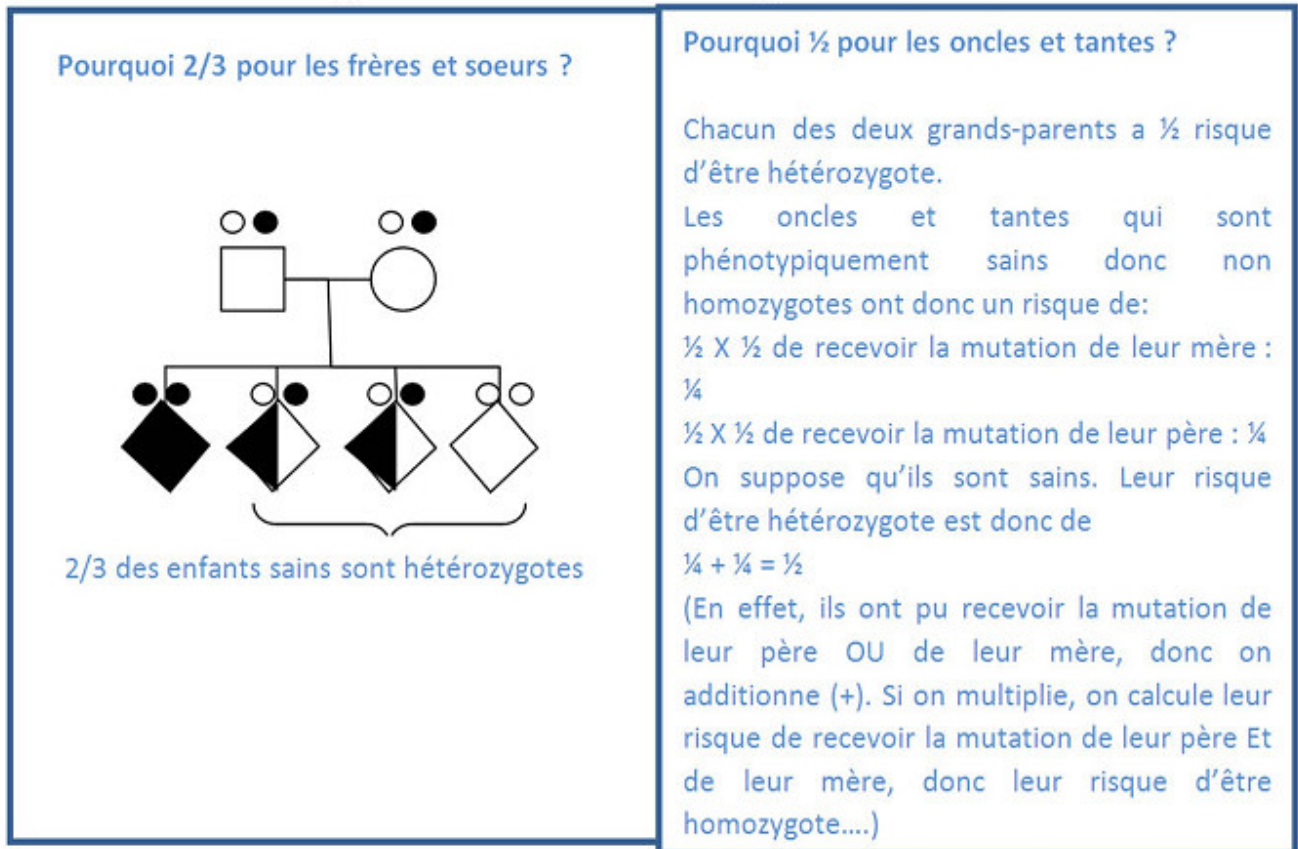 Pourquoi 2/3 pour les frères et soeurs ?
2/3 des enfants sains sont hétérozygotes
Pourquoi ½ pour les oncles et tantes ?
Chacun des deux grands-parents a ½ risque
d'être hétérozygote.
Les oncles et tantes qui sont
phénotypiquement sains donc non
homozygotes ont donc un risque de:
½ X ½ de recevoir la mutation de leur mère :
¼
½ X ½ de recevoir la mutation de leur père : ¼
On suppose qu'ils sont sains. Leur risque
d'être hétérozygote est donc de
¼ + ¼ = ½
(En effet, ils ont pu recevoir la mutation de
leur père OU de leur mère, donc on
additionne (+). Si on multiplie, on calcule leur
risque de recevoir la mutation de leur père Et
de leur mère, donc leur risque d'être
homozygote....)